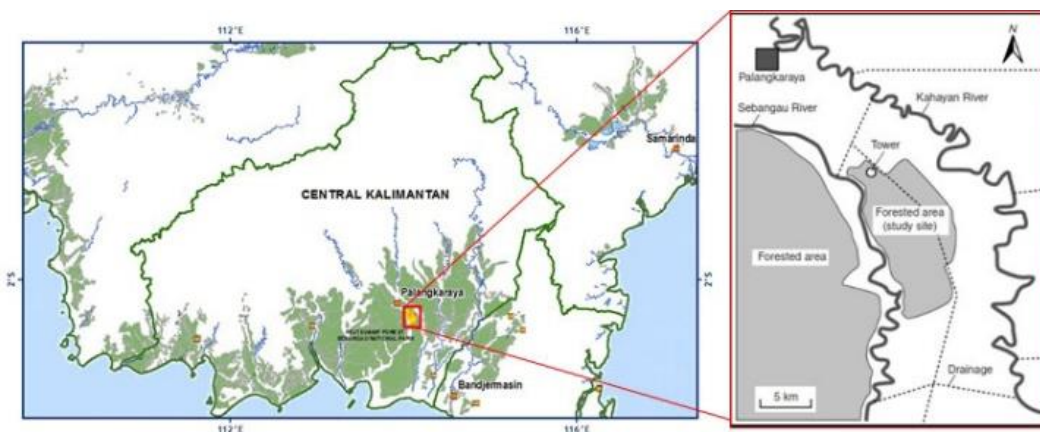 112°E
116°E
Samarinda
CENTRAL KALIMANTAN
2°S
2°S
Palangkaraya
Bandjermasin
112°E
116°E
N
Palangkaraya
Kahayan River
Sebangau River
Tower
Forested area
(study site)
Forested area
Drainage
5 km